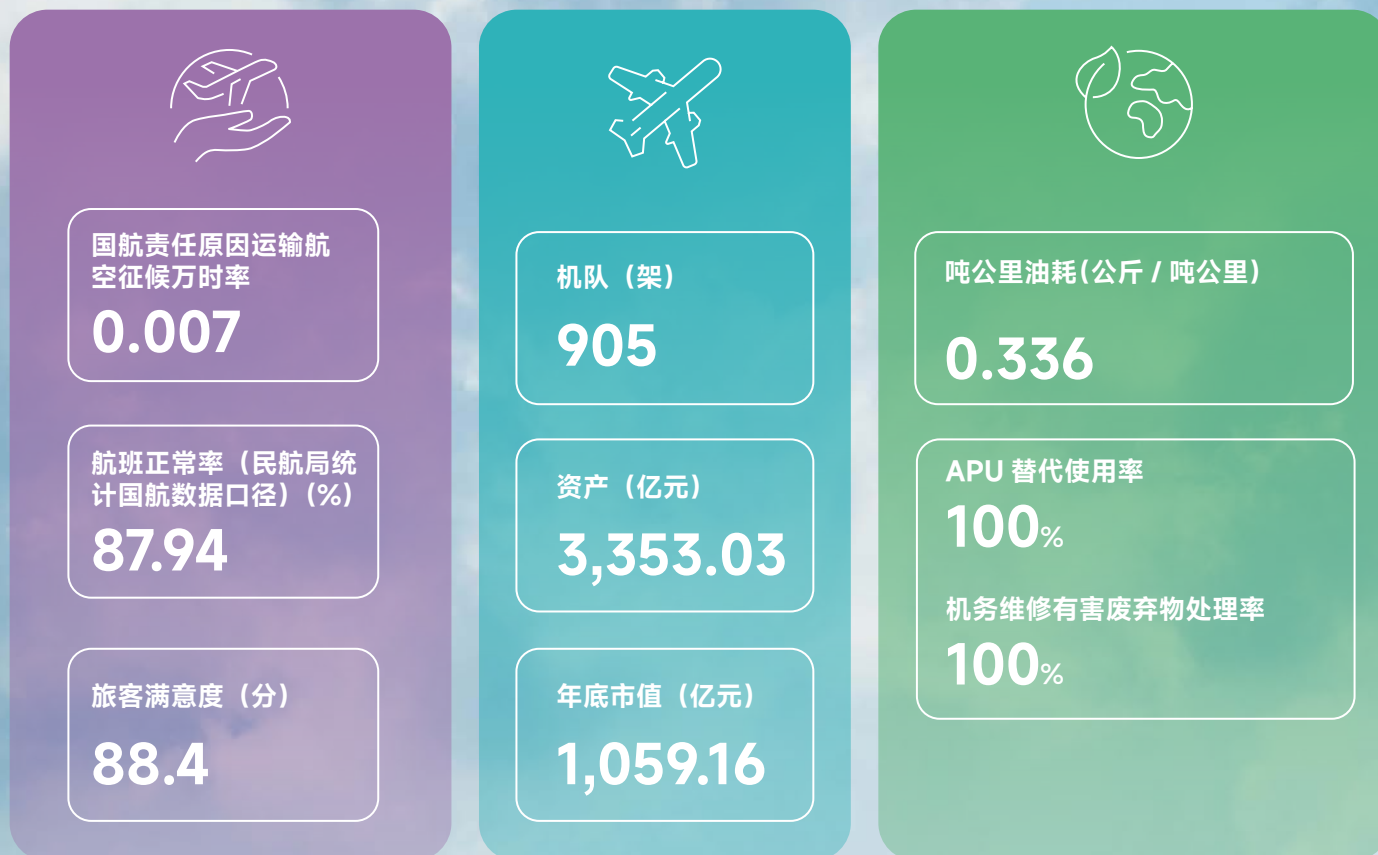 国航责任原因运输航
空征候万时率
0.007
航班正常率（民航局统
计国航数据口径）(%)
87.94
旅客满意度（分）
88.4
机队（架）
905
资产（亿元）
3,353.03
年底市值（亿元）
1,059.16
吨公里油耗(公斤 / 吨公里)
0.336
APU 替代使用率
100%
机务维修有害废弃物处理率
100%